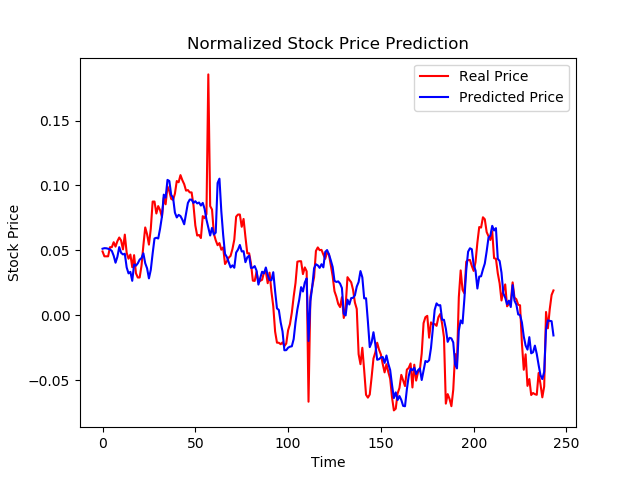 Normalized Stock Price Prediction
Real Price
Predicted Price
Stock Price
0.15
0.10
0.05
0.00
−0.05
0
50
100
150
200
250
Time